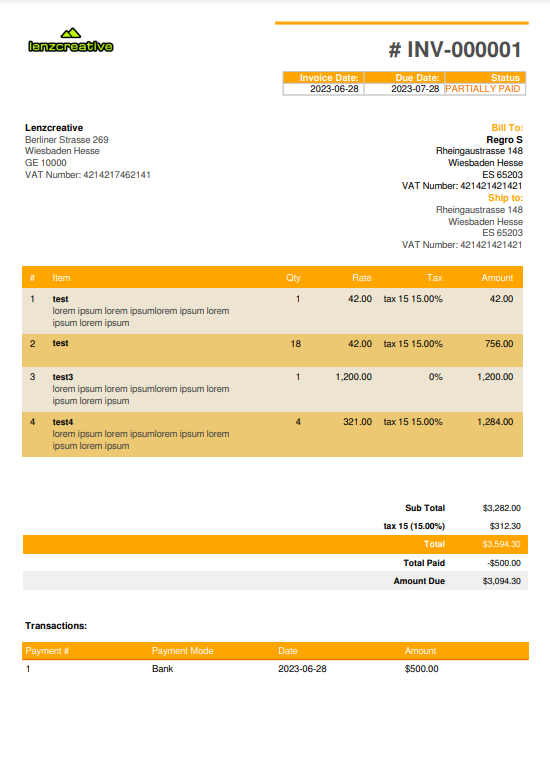 lenzcreative
# INV-000001
Invoice Date: Due Date: Status
2023-06-28 2023-07-28 PARTIALLY PAID
Lenzcreative
Berliner Strasse 269
Wiesbaden Hesse
GE 10000
VAT Number: 4214217462141
Bill To:
Regro S
Rheingaustrasse 148
Wiesbaden Hesse
ES 65203
VAT Number: 421421421421
Ship to:
Rheingaustrasse 148
Wiesbaden Hesse
ES 65203
VAT Number: 421421421421
# Item Qty Rate Tax Amount
1 test 1 42.00 tax 15 15.00% 42.00
lorem ipsum lorem ipsumlorem ipsum lorem
ipsum lorem ipsum
2 test 18 42.00 tax 15 15.00% 756.00
3 test3 1 1,200.00 0% 1,200.00
lorem ipsum lorem ipsumlorem ipsum lorem
ipsum lorem ipsum
4 test4 4 321.00 tax 15 15.00% 1,284.00
lorem ipsum lorem ipsumlorem ipsum lorem
ipsum lorem ipsum
Sub Total $3,282.00
tax 15 (15.00%) $312.30
Total $3,594.30
Total Paid -$500.00
Amount Due $3,094.30
Transactions:
Payment # Payment Mode Date Amount
1 Bank 2023-06-28 $500.00